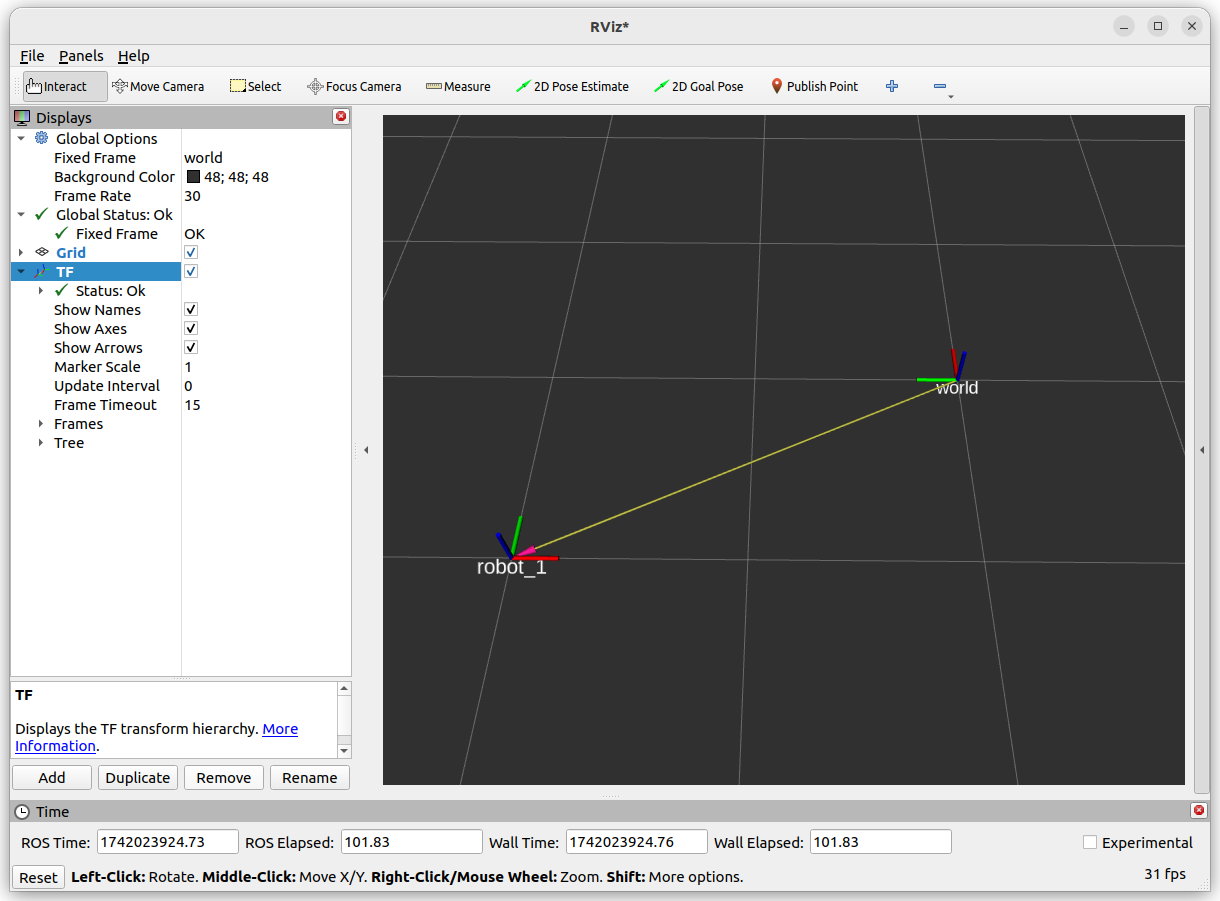 RViz*
File Panels Help
Interact Move Camera Select Focus Camera Measure 2D Pose Estimate 2D Goal Pose Publish Point
Displays
Global Options
Fixed Frame world
Background Color 48; 48; 48
Frame Rate 30
Global Status: Ok
Fixed Frame OK
Grid
TF
Status: Ok
Show Names
Show Axes
Show Arrows
Marker Scale 1
Update Interval 0
Frame Timeout 15
Frames
Tree
world
robot_1
TF
Displays the TF transform hierarchy. More
Information.
Add Duplicate Remove Rename
Time
ROS Time: 1742023924.73 ROS Elapsed: 101.83 Wall Time: 1742023924.76 Wall Elapsed: 101.83 Experimental
Reset Left-Click: Rotate. Middle-Click: Move X/Y. Right-Click/Mouse Wheel: Zoom. Shift: More options. 31 fps